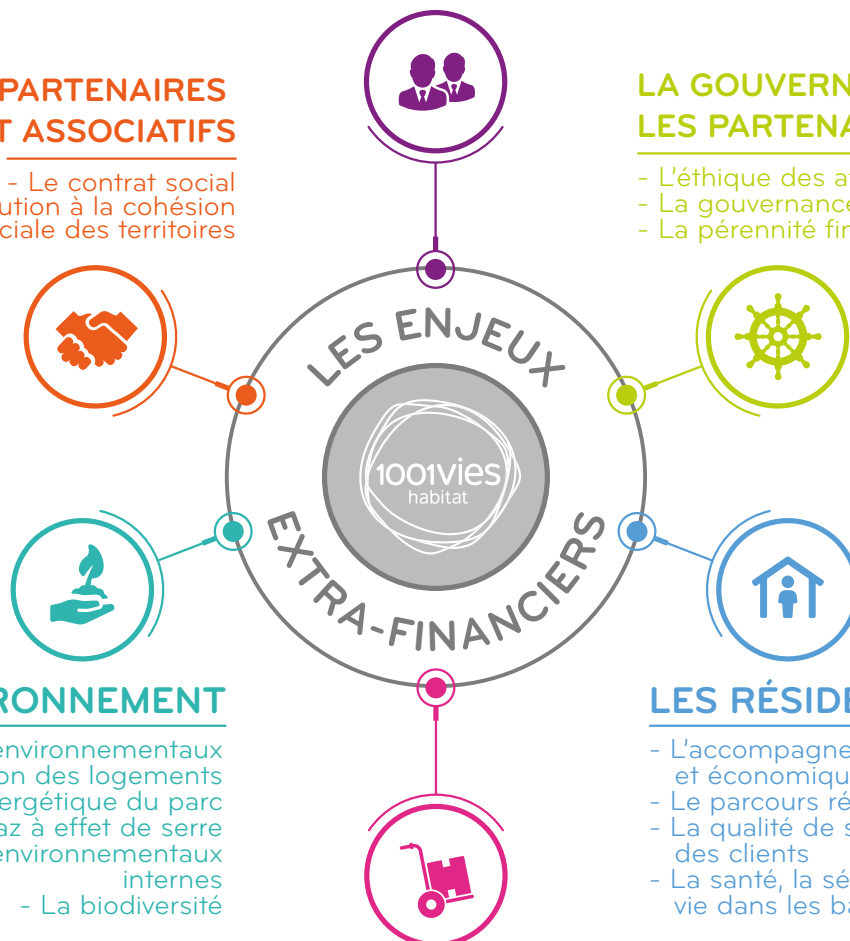 PARTENAIRES
T ASSOCIATIFS
- Le contrat social
ution à la cohésion
ciale des territoires
LA GOUVERN
LES PARTENA
- L'éthique des a
- La gouvernance
- La pérennité fin
LES ENJEUX
EXTRA-FINANCIERS
1001vies
habitat
RONNEMENT
environnementaux
on des logements
ergétique du parc
az à effet de serre
environnementaux
internes
- La biodiversité
LES RÉSIDE
- L'accompagne
et économiqu
- Le parcours ré
- La qualité de s
des clients
- La santé, la sé
vie dans les ba